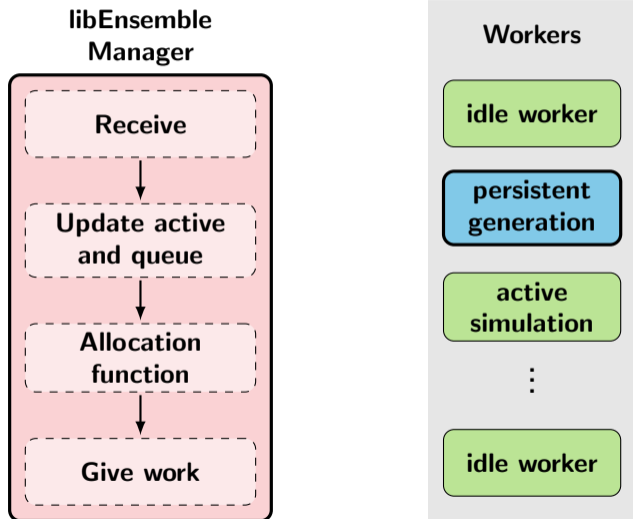 libEnsemble
Manager
Receive
Update active
and queue
Allocation
function
Give work
Workers
idle worker
persistent
generation
active
simulation
⋮
idle worker